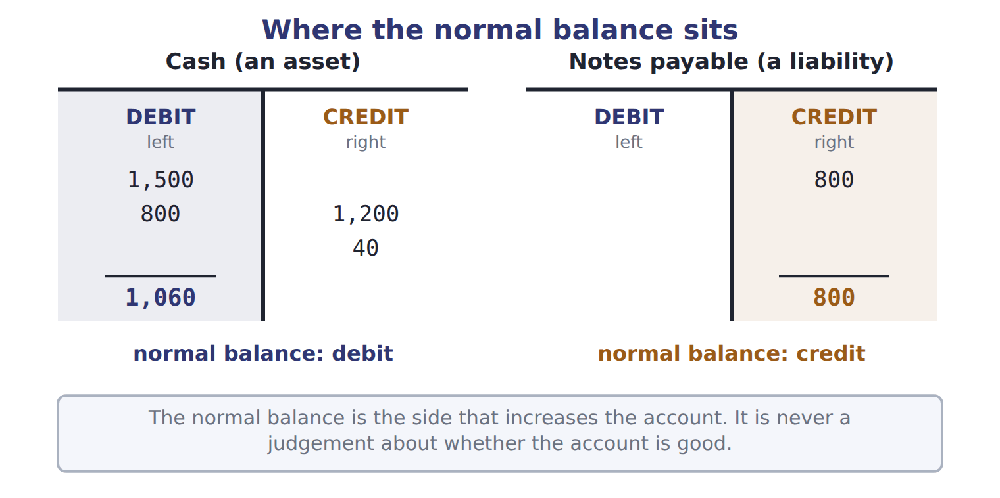 Where the normal balance sits
Cash (an asset)
DEBIT
left
CREDIT
right
1,500
800
1,200
40
1,060
normal balance: debit
Notes payable (a liability)
DEBIT
left
CREDIT
right
800
800
normal balance: credit
The normal balance is the side that increases the account. It is never a
judgement about whether the account is good.